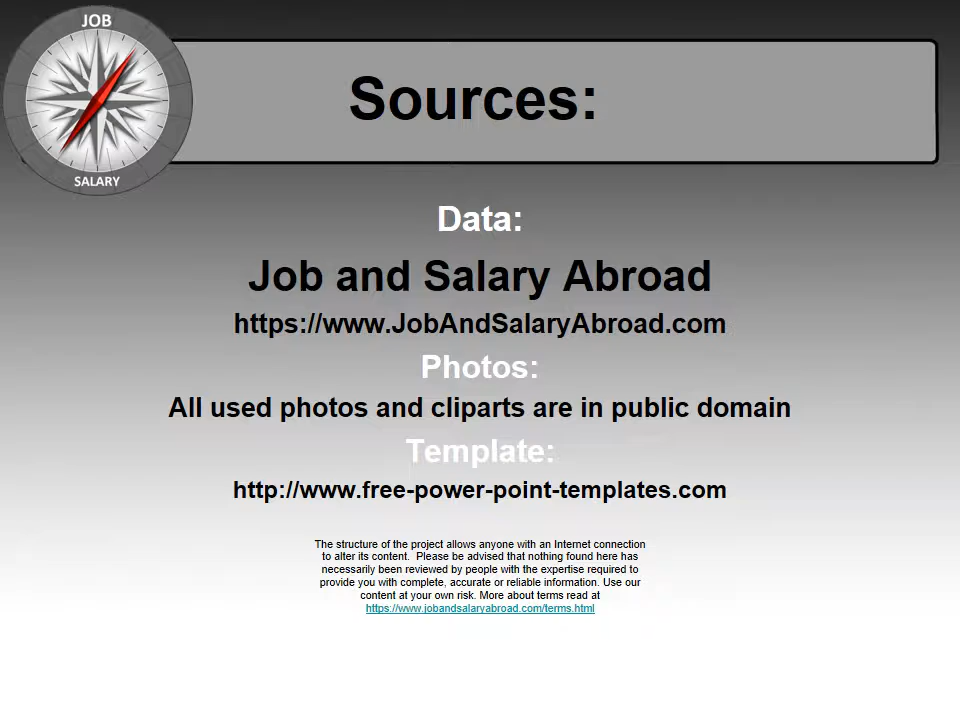 JOB
SALARY
Sources:
Data:
Job and Salary Abroad
https://www.JobAndSalaryAbroad.com
Photos:
All used photos and cliparts are in public domain
Template:
http://www.free-power-point-templates.com
The structure of the project allows anyone with an Internet connection
to alter its content.  Please be advised that nothing found here has
necessarily been reviewed by people with the expertise required to
provide you with complete, accurate or reliable information. Use our
content at your own risk. More about terms read at
https://www.jobandsalaryabroad.com/terms.html